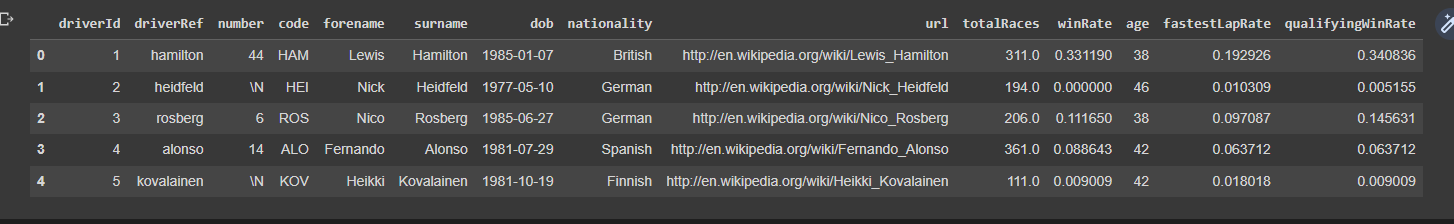 driverId driverRef number code forename surname dob nationality url totalRaces winRate age fastestLapRate qualifyingWinRate
0 1 hamilton 44 HAM Lewis Hamilton 1985-01-07 British http://en.wikipedia.org/wiki/Lewis_Hamilton 311.0 0.331190 38 0.192926 0.340836
1 2 heidfeld \N HEI Nick Heidfeld 1977-05-10 German http://en.wikipedia.org/wiki/Nick_Heidfeld 194.0 0.000000 46 0.010309 0.005155
2 3 rosberg 6 ROS Nico Rosberg 1985-06-27 German http://en.wikipedia.org/wiki/Nico_Rosberg 206.0 0.111650 38 0.097087 0.145631
3 4 alonso 14 ALO Fernando Alonso 1981-07-29 Spanish http://en.wikipedia.org/wiki/Fernando_Alonso 361.0 0.088643 42 0.063712 0.063712
4 5 kovalainen \N KOV Heikki Kovalainen 1981-10-19 Finnish http://en.wikipedia.org/wiki/Heikki_Kovalainen 111.0 0.009009 42 0.018018 0.009009